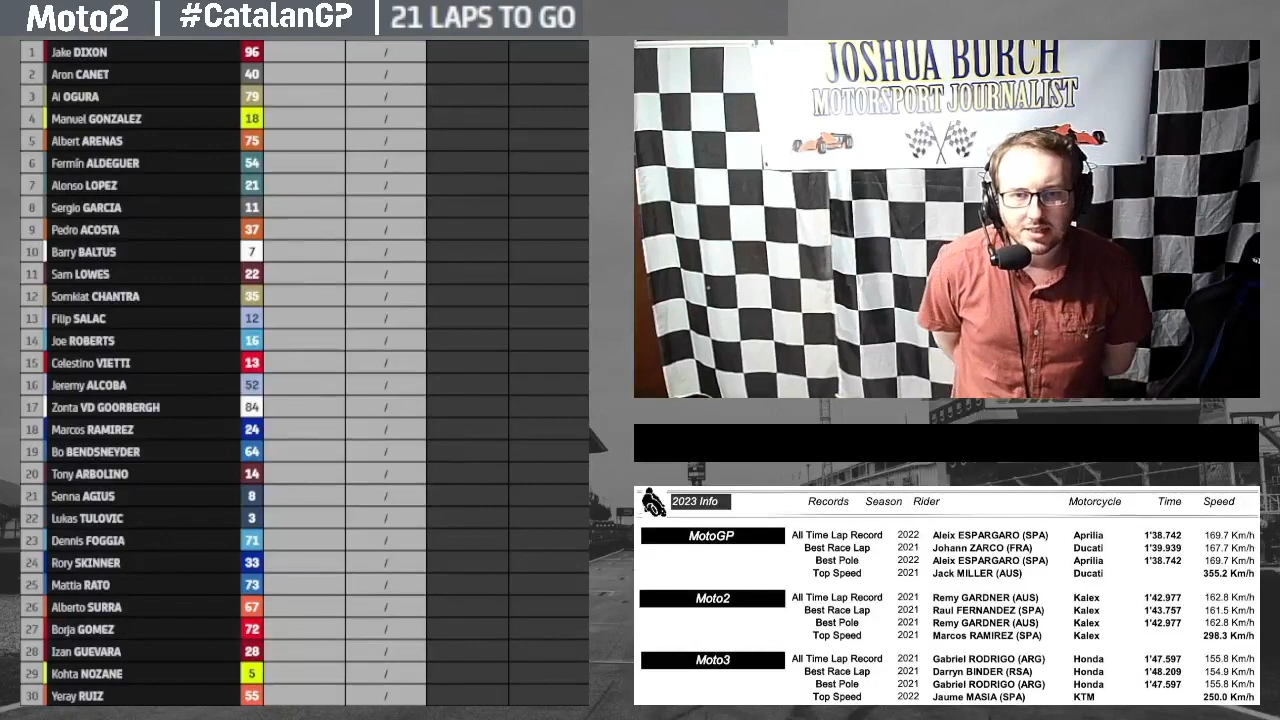 Moto2 | #CatalanGP | 21 LAPS TO GO
1 Jake DIXON 96 /
2 Aron CANET 40 /
3 Ai OGURA 79 /
4 Manuel GONZALEZ 18 /
5 Albert ARENAS 75 /
6 Fermín ALDEGUER 54 /
7 Alonso LOPEZ 21 /
8 Sergio GARCIA 11 /
9 Pedro ACOSTA 37 /
10 Barry BALTUS 7 /
11 Sam LOWES 22 /
12 Somkiat CHANTRA 35 /
13 Filip SALAC 12 /
14 Joe ROBERTS 16 /
15 Celestino VIETTI 13 /
16 Jeremy ALCOBA 52 /
17 Zonta VD GOORBERGH 84 /
18 Marcos RAMIREZ 24 /
19 Bo BENDSNEYDER 64 /
20 Tony ARBOLINO 14 /
21 Senna AGIUS 8 /
22 Lukas TULOVIC 3 /
23 Dennis FOGGIA 71 /
24 Rory SKINNER 33 /
25 Mattia RATO 73 /
26 Alberto SURRA 67 /
27 Borja GOMEZ 72 /
28 Izan GUEVARA 28 /
29 Kohta NOZANE 5 /
30 Yeray RUIZ 55 /
JOSHUA BURCH
MOTORSPORT JOURNALIST
2023 Info Records Season Rider Motorcycle Time Speed
MotoGP All Time Lap Record 2022 Aleix ESPARGARO (SPA) Aprilia 1'38.742 169.7 Km/h
Best Race Lap 2021 Johann ZARCO (FRA) Ducati 1'39.939 167.7 Km/h
Best Pole 2022 Aleix ESPARGARO (SPA) Aprilia 1'38.742 169.7 Km/h
Top Speed 2021 Jack MILLER (AUS) Ducati 355.2 Km/h
Moto2 All Time Lap Record 2021 Remy GARDNER (AUS) Kalex 1'42.977 162.8 Km/h
Best Race Lap 2021 Raul FERNANDEZ (SPA) Kalex 1'43.757 161.5 Km/h
Best Pole 2021 Remy GARDNER (AUS) Kalex 1'42.977 162.8 Km/h
Top Speed 2021 Marcos RAMIREZ (SPA) Kalex 298.3 Km/h
Moto3 All Time Lap Record 2021 Gabriel RODRIGO (ARG) Honda 1'47.597 155.8 Km/h
Best Race Lap 2021 Darryn BINDER (RSA) Honda 1'48.209 154.9 Km/h
Best Pole 2021 Gabriel RODRIGO (ARG) Honda 1'47.597 155.8 Km/h
Top Speed 2022 Jaume MASIA (SPA) KTM 250.0 Km/h